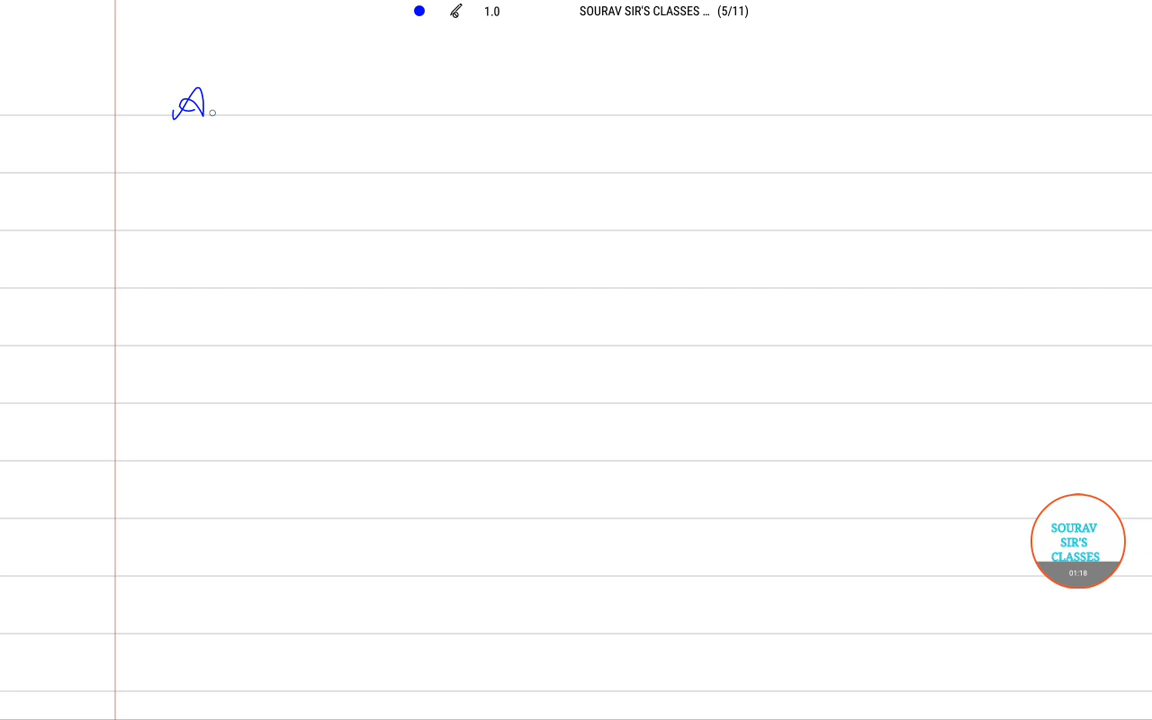 1.0 SOURAV SIR'S CLASSES … (5/11)
A
SOURAV
SIR'S
CLASSES
01:18